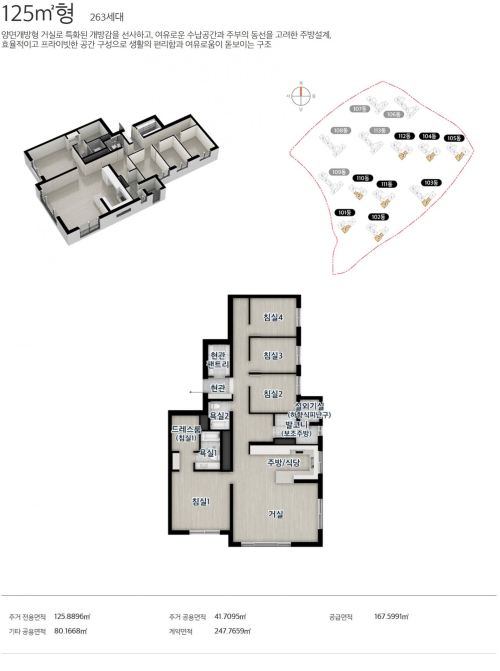 125㎡형 263세대
양면개방형 거실로 특화된 개방감을 선사하고, 여유로운 수납공간과 주부의 동선을 고려한 주방설계,
효율적이고 프라이빗한 공간 구성으로 생활의 편리함과 여유로움이 돋보이는 구조
107동
106동
108동
113동
112동
104동
105동
109동
110동
111동
103동
101동
102동
침실4
침실3
현관
팬트리
현관
침실2
욕실2
실외기실
(하향식피난구)
드레스룸
(침실1)
발코니
(보조주방)
욕실1
주방/식당
침실1
거실
주거 전용면적 125.8896㎡
주거 공용면적 41.7095㎡
공급면적 167.5991㎡
기타 공용면적 80.1668㎡
계약면적 247.7659㎡